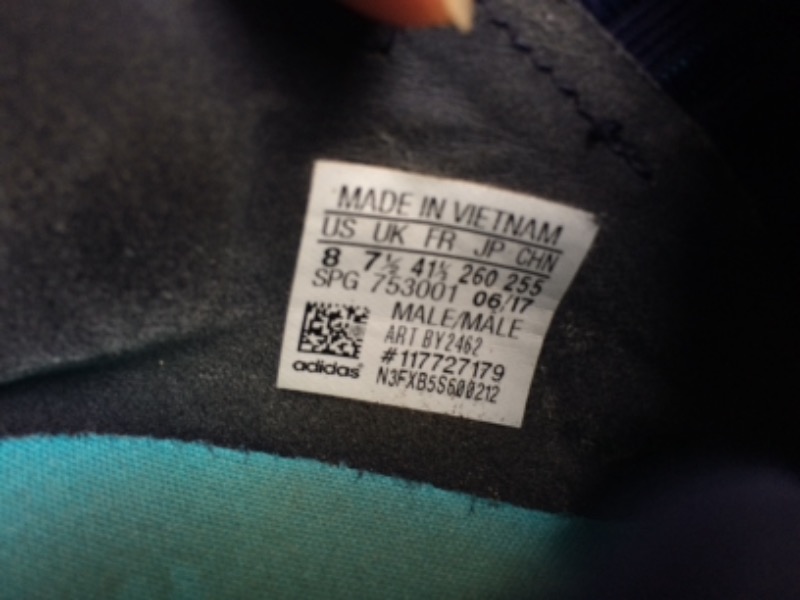 MADE IN VIETNAM
US UK FR JP CHN
8 7½ 41⅓ 260 255
SPG 753001 06/17
MALE/MALE
ART BY2462
#117727179
adidas® N3FXB5S600212